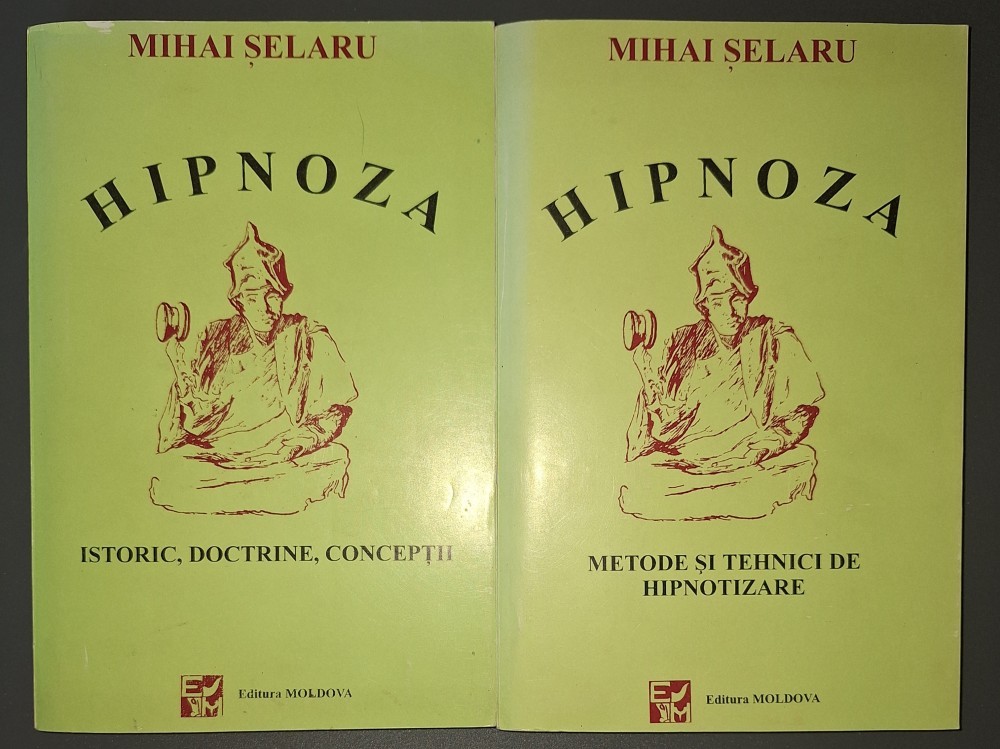 MIHAI ȘELARU
HIPNOZA
ISTORIC, DOCTRINE, CONCEPȚII
E
M
Editura MOLDOVA
MIHAI ȘELARU
HIPNOZA
METODE ȘI TEHNICI DE
HIPNOTIZARE
E
M
Editura MOLDOVA